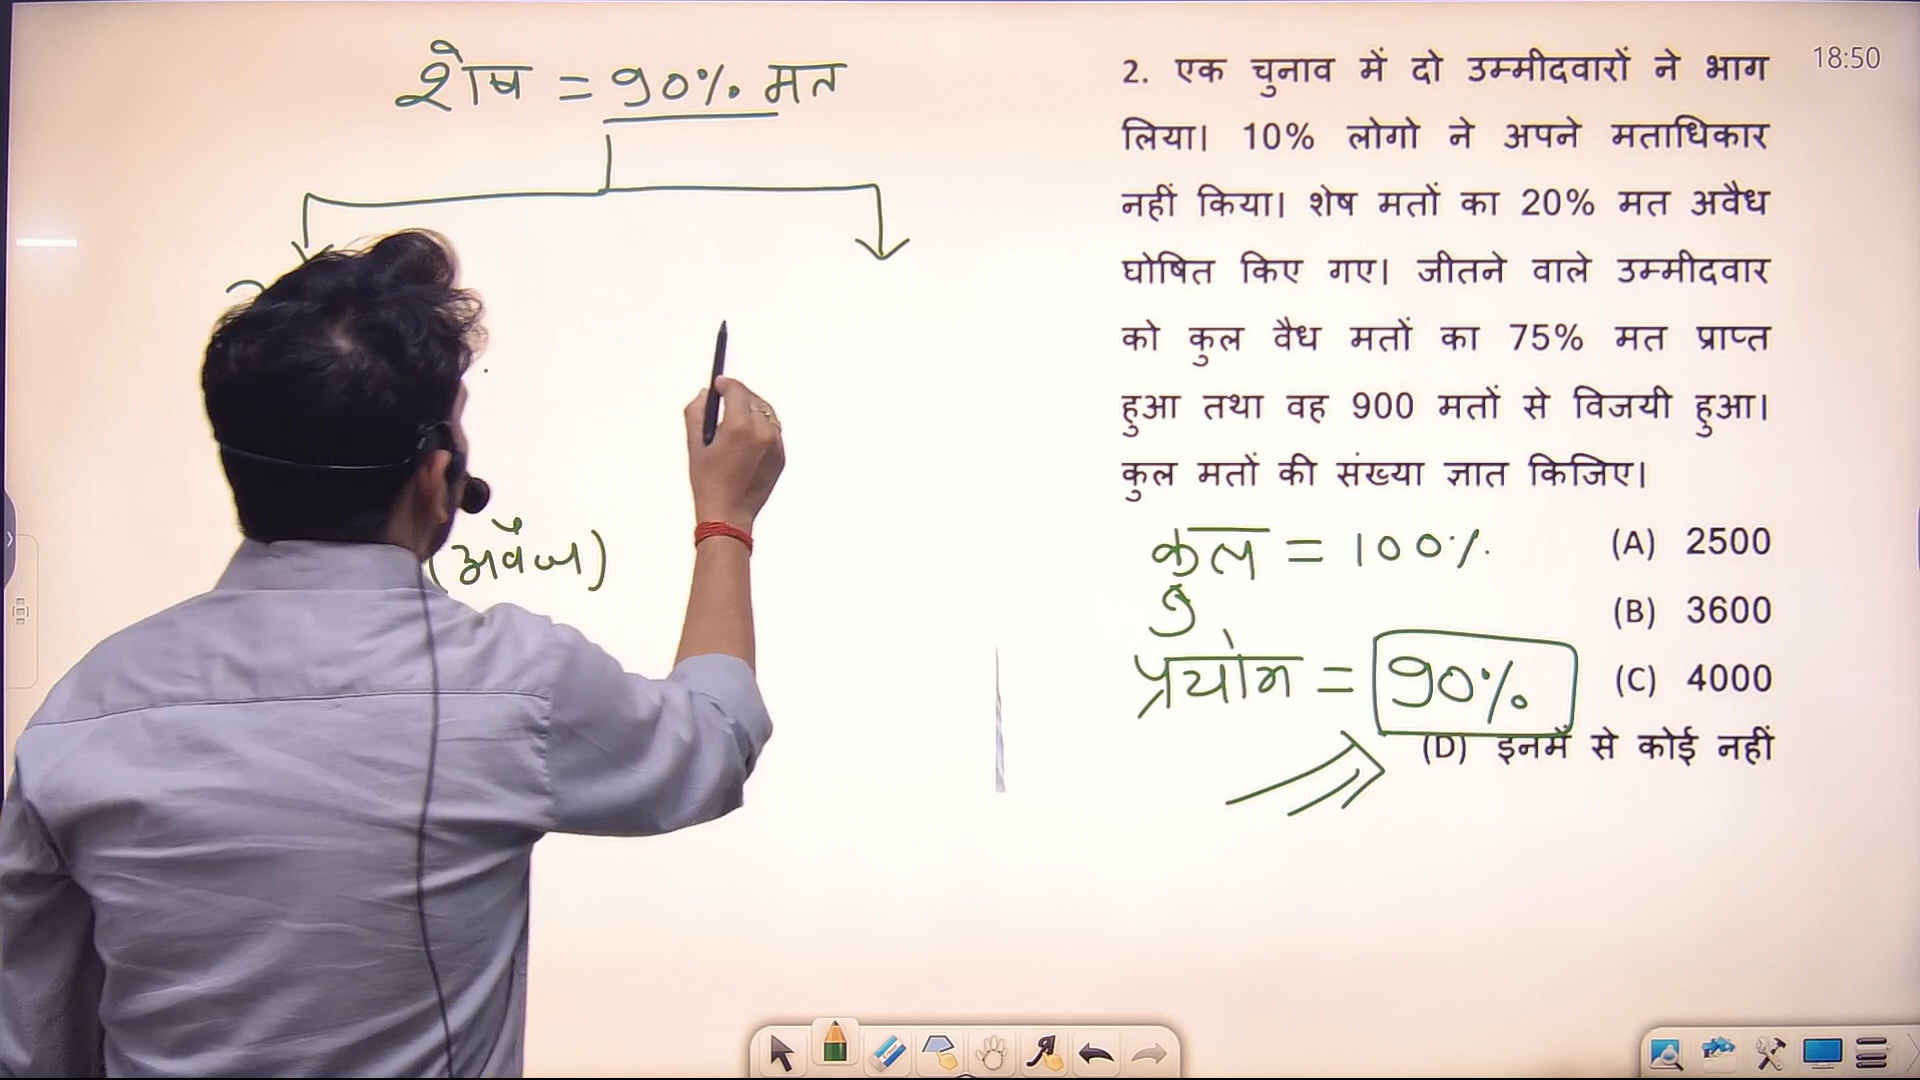 शेष = 90% मत
(अवैध)
18:50
2. एक चुनाव में दो उम्मीदवारों ने भाग
लिया। 10% लोगो ने अपने मताधिकार
नहीं किया। शेष मतों का 20% मत अवैध
घोषित किए गए। जीतने वाले उम्मीदवार
को कुल वैध मतों का 75% मत प्राप्त
हुआ तथा वह 900 मतों से विजयी हुआ।
कुल मतों की संख्या ज्ञात किजिए।
कुल = 100%
(A) 2500
(B) 3600
प्रयोग = 90%
(C) 4000
(D) इनमें से कोई नहीं